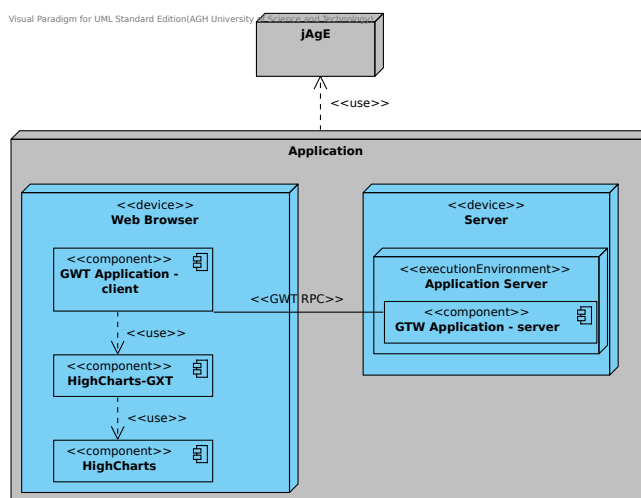 Visual Paradigm for UML Standard Edition(AGH University of Science and Technology)
jAgE
<<use>>
Application
<<device>>
Web Browser
<<component>>
GWT Application -
client
<<use>>
<<component>>
HighCharts-GXT
<<use>>
<<component>>
HighCharts
<<GWT RPC>>
<<device>>
Server
<<executionEnvironment>>
Application Server
<<component>>
GTW Application - server